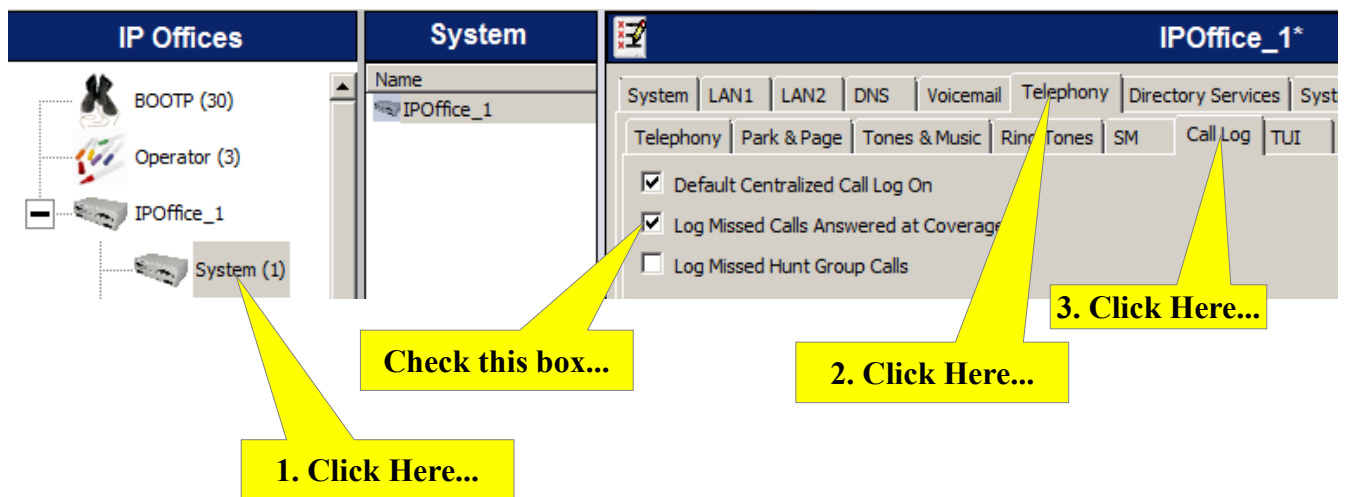 IP Offices
BOOTP (30)
Operator (3)
IPOffice_1
System (1)
System
Name
IPOffice_1
IPOffice_1*
System LAN1 LAN2 DNS Voicemail Telephony Directory Services Syst
Telephony Park & Page Tones & Music Ring Tones SM Call Log TUI
Default Centralized Call Log On
Log Missed Calls Answered at Coverage
Log Missed Hunt Group Calls
3. Click Here...
Check this box...
2. Click Here...
1. Click Here...